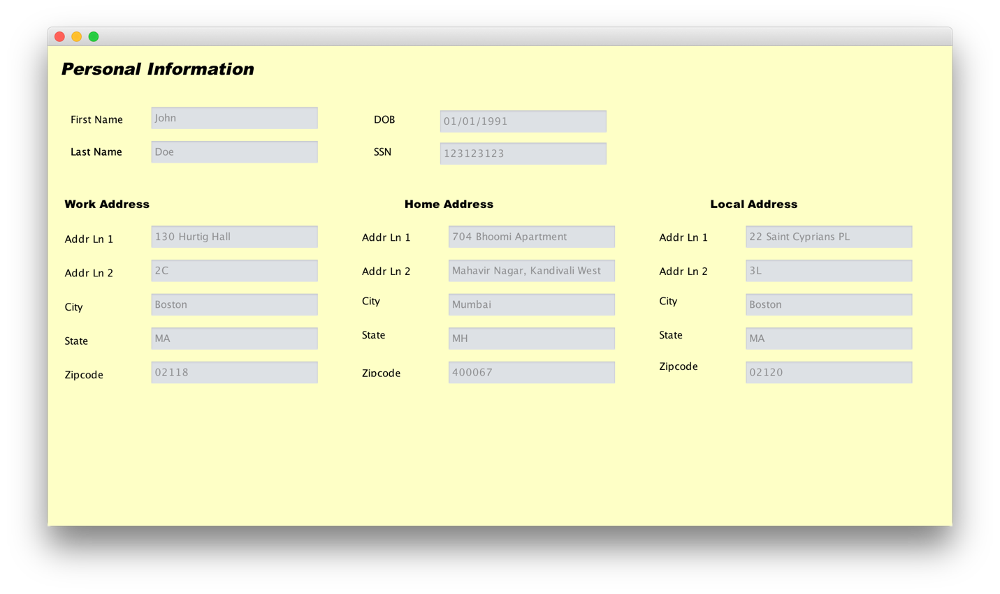 Personal Information
First Name John DOB 01/01/1991
Last Name Doe SSN 123123123
Work Address Home Address Local Address
Addr Ln 1 130 Hurtig Hall Addr Ln 1 704 Bhoomi Apartment Addr Ln 1 22 Saint Cyprians PL
Addr Ln 2 2C Addr Ln 2 Mahavir Nagar, Kandivali West Addr Ln 2 3L
City Boston City Mumbai City Boston
State MA State MH State MA
Zipcode 02118 Zipcode 400067 Zipcode 02120